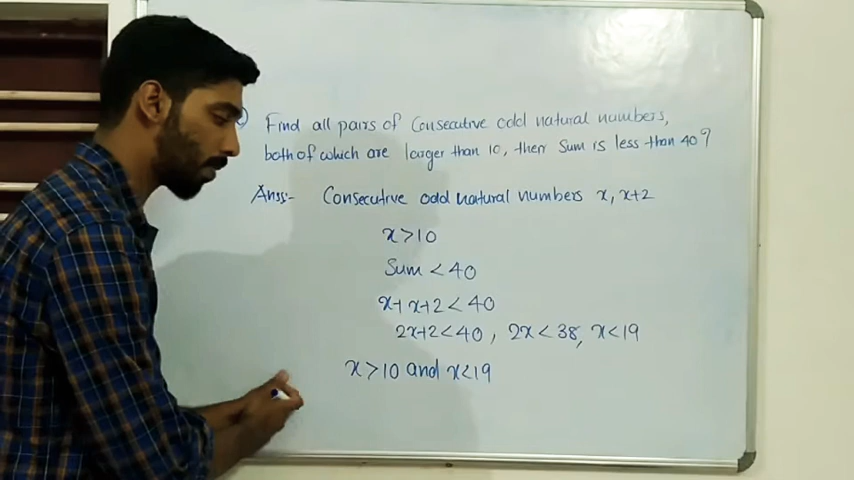 Find all pairs of Consecutive odd natural numbers,
both of which are larger than 10, their Sum is less than 40?
Ans:- Consecutive odd natural numbers x, x+2
x>10
Sum < 40
x+x+2<40
2x+2<40, 2x<38, x<19
x>10 and x<19